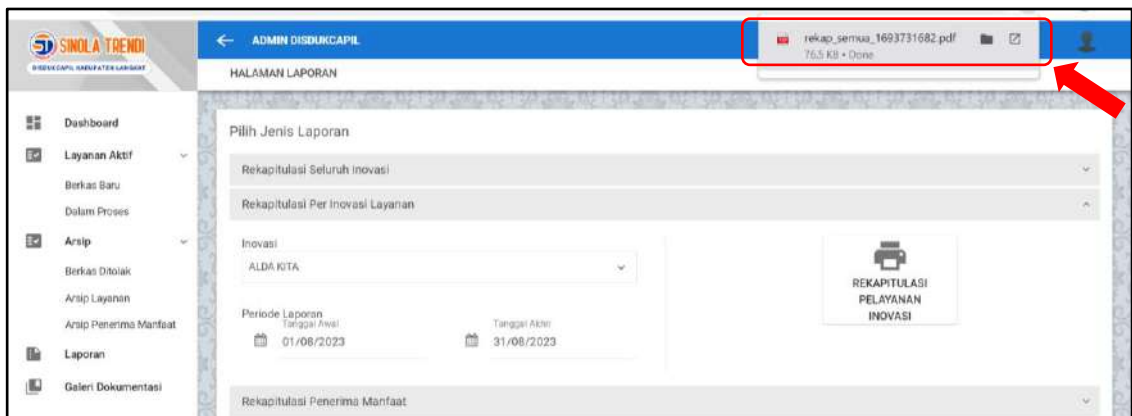 SINOLA TRENDI
DISDUKCAPIL KABUPATEN LANGKAT
Dashboard
Layanan Aktif
Berkas Baru
Dalam Proses
Arsip
Berkas Ditolak
Arsip Layanan
Arsip Penerima Manfaat
Laporan
Galeri Dokumentasi
ADMIN DISDUKCAPIL
rekap_semua_1693731682.pdf
76.5 KB • Done
HALAMAN LAPORAN
Pilih Jenis Laporan
Rekapitulasi Seluruh Inovasi
Rekapitulasi Per Inovasi Layanan
Inovasi
ALDA KITA
Periode Laporan
Tanggal Awal
01/08/2023
Tanggal Akhir
31/08/2023
REKAPITULASI
PELAYANAN
INOVASI
Rekapitulasi Penerima Manfaat